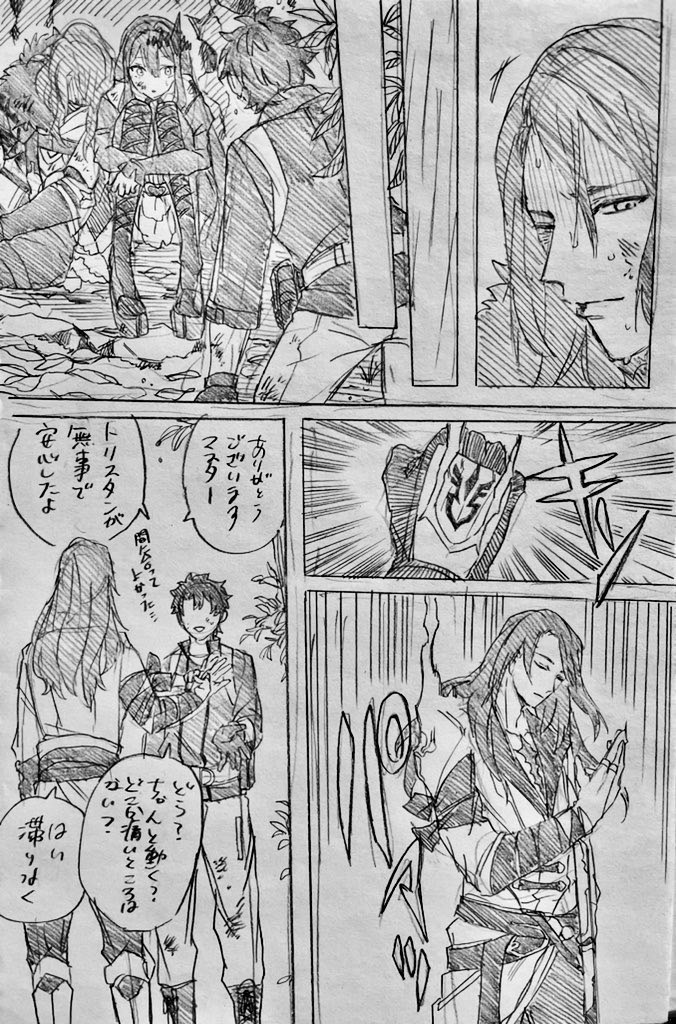 キィン
ありがとう
ございます
マスター
トリスタンが
無事で
安心したよ
間に合って
よかった…
どう?
ちゃんと動く?
どこか痛いところは
ない?
はい
滞りなく